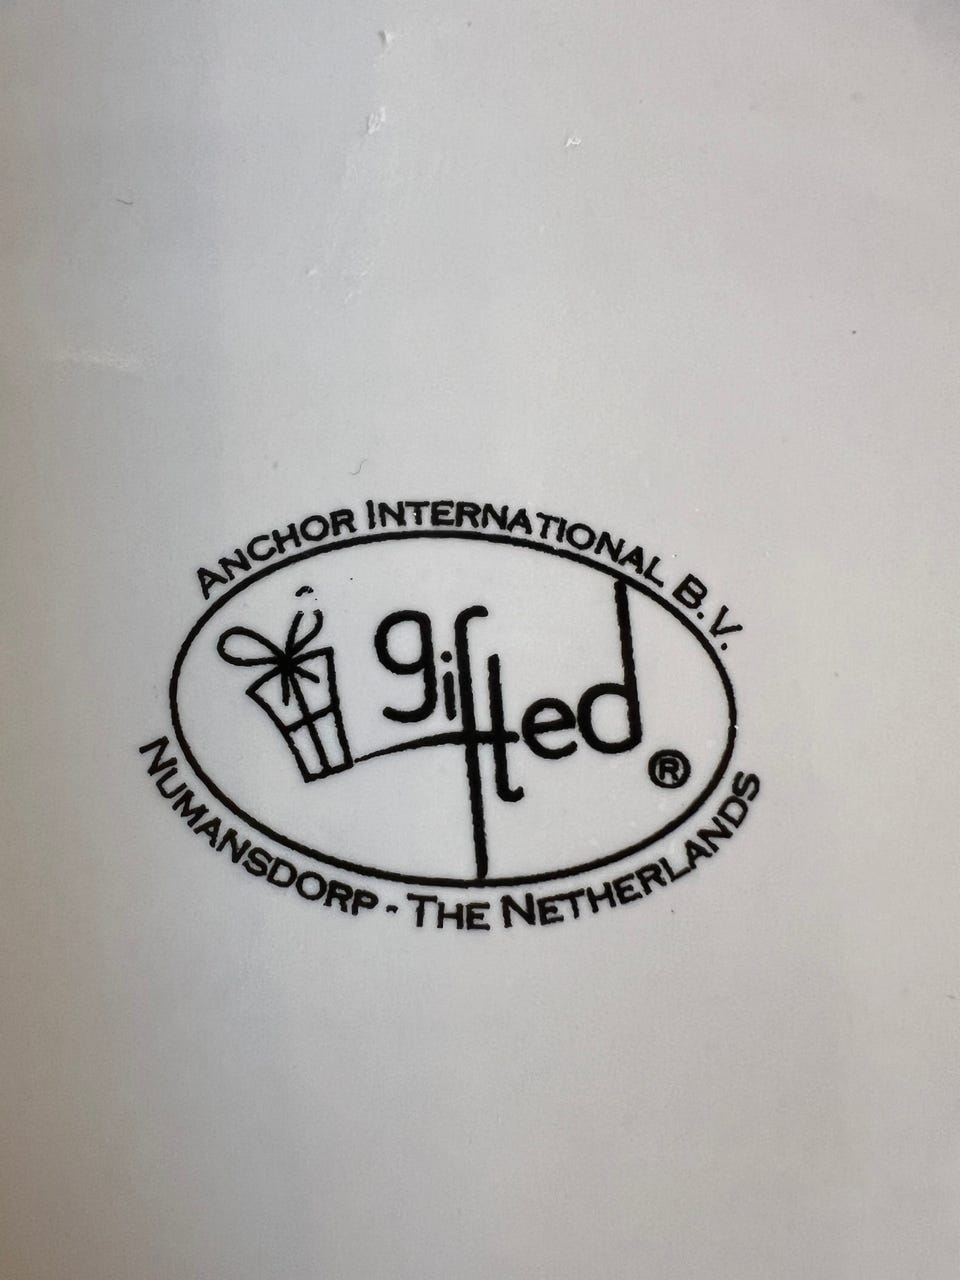 ANCHOR INTERNATIONAL B.V.
gifted
®
NUMANSDORP - THE NETHERLANDS